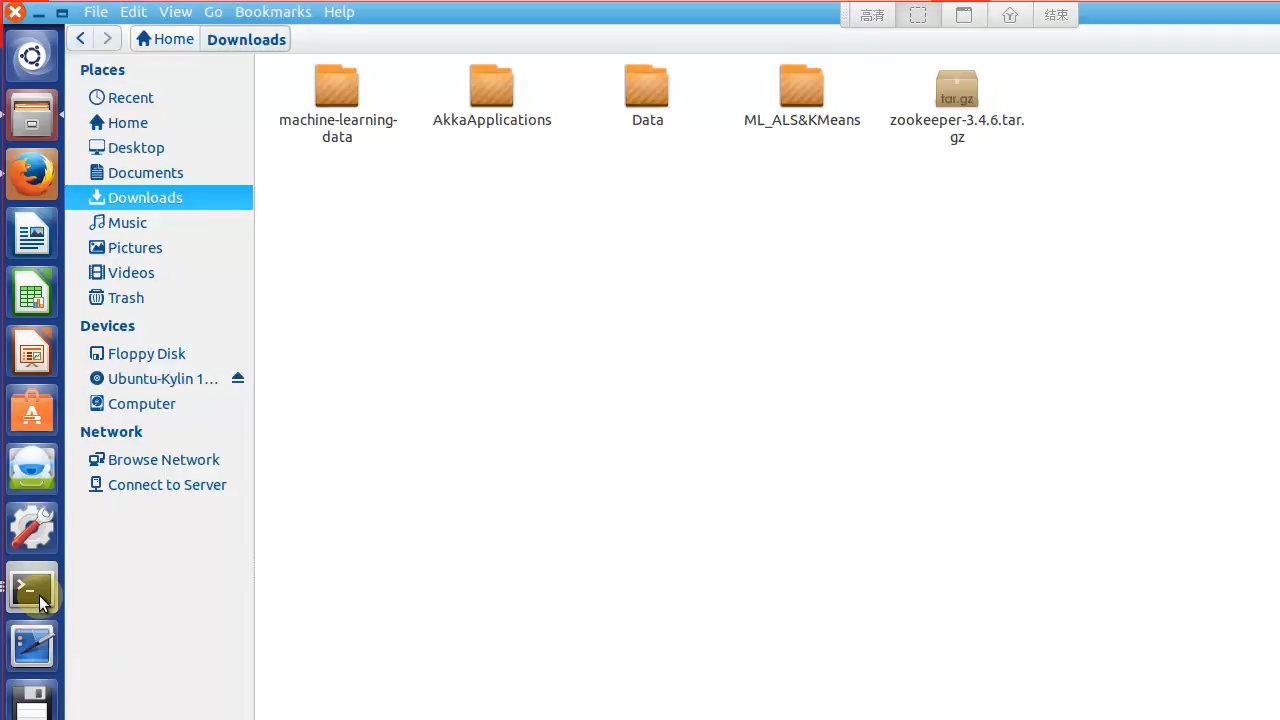 File Edit View Go Bookmarks Help
高清 结束
Home Downloads
Places
Recent
Home
Desktop
Documents
Downloads
Music
Pictures
Videos
Trash
Devices
Floppy Disk
Ubuntu-Kylin 1...
Computer
Network
Browse Network
Connect to Server
machine-learning-
data
AkkaApplications
Data
ML_ALS&KMeans
tar.gz
zookeeper-3.4.6.tar.
gz